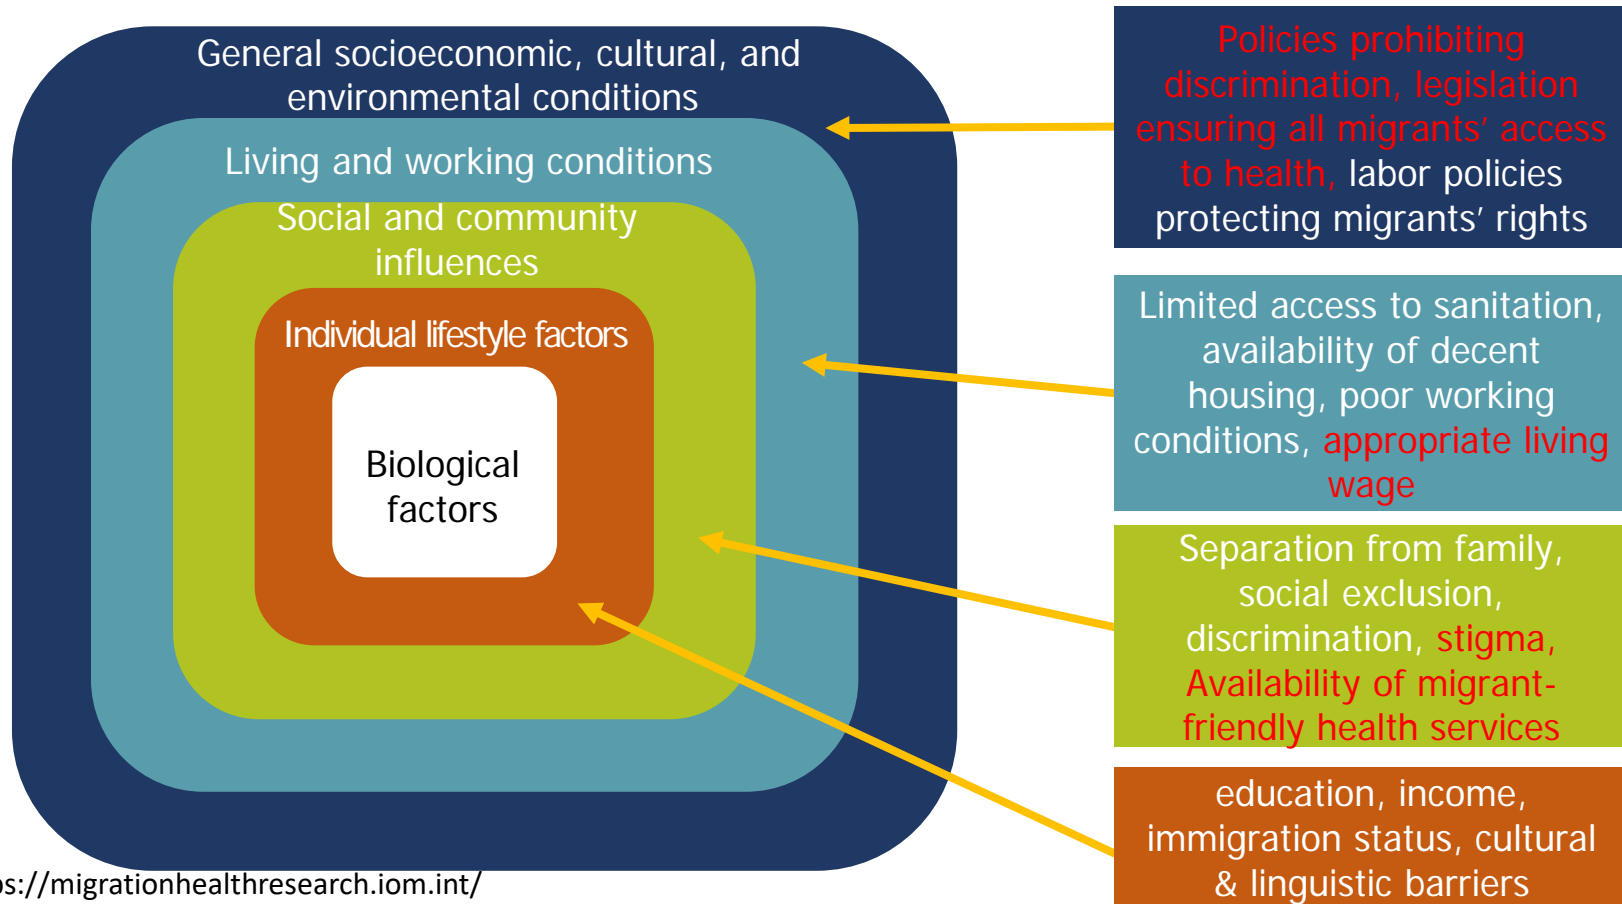 General socioeconomic, cultural, and
environmental conditions
Living and working conditions
Social and community
influences
Individual lifestyle factors
Biological
factors
Policies prohibiting
discrimination, legislation
ensuring all migrants’ access
to health, labor policies
protecting migrants’ rights
Limited access to sanitation,
availability of decent
housing, poor working
conditions, appropriate living
wage
Separation from family,
social exclusion,
discrimination, stigma,
Availability of migrant-
friendly health services
education, income,
immigration status, cultural
& linguistic barriers
ps://migrationhealthresearch.iom.int/